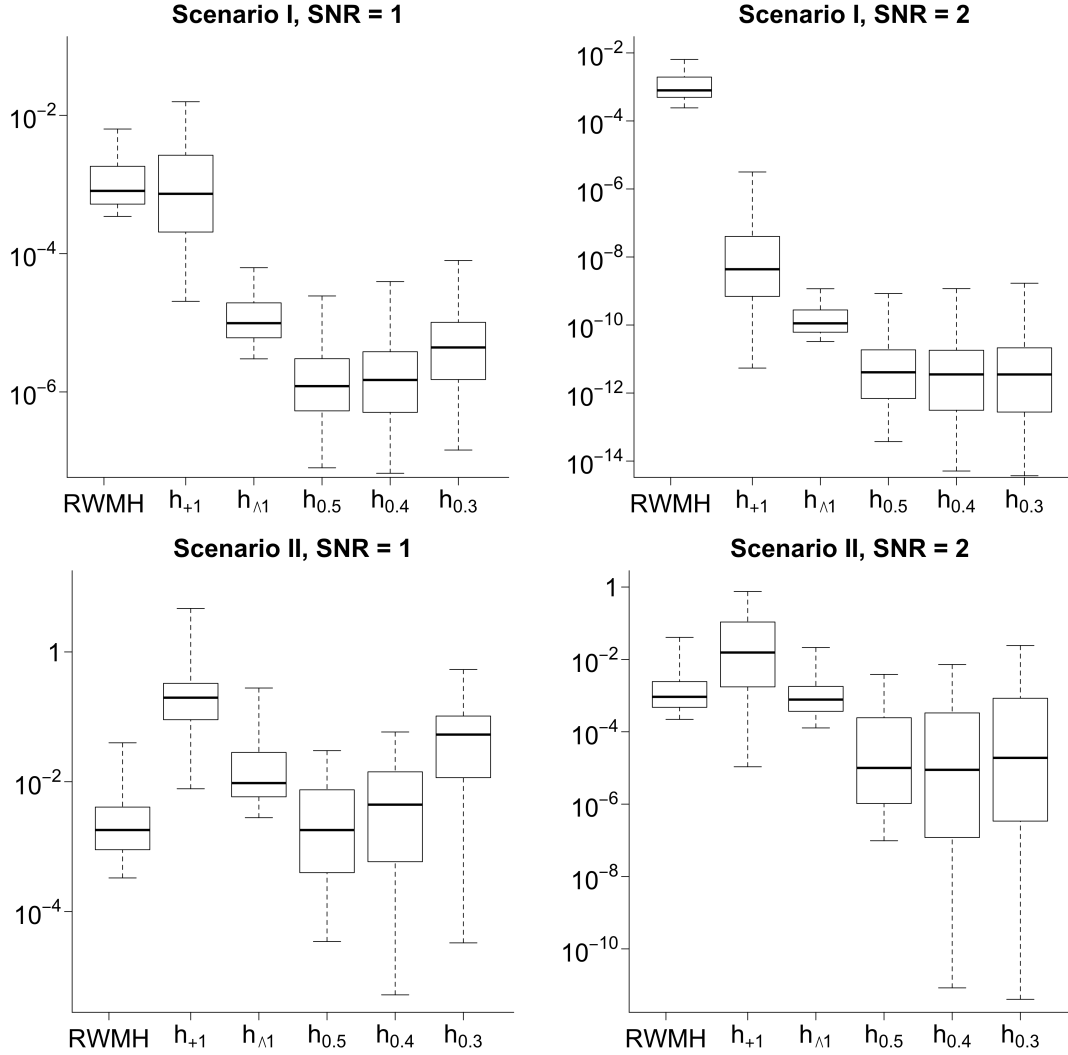 Scenario I, SNR = 1
10⁻²
10⁻⁴
10⁻⁶
RWMH h₊₁ h∧₁ h₀.₅ h₀.₄ h₀.₃
Scenario I, SNR = 2
10⁻²
10⁻⁴
10⁻⁶
10⁻⁸
10⁻¹⁰
10⁻¹²
10⁻¹⁴
RWMH h₊₁ h∧₁ h₀.₅ h₀.₄ h₀.₃
Scenario II, SNR = 1
1
10⁻²
10⁻⁴
RWMH h₊₁ h∧₁ h₀.₅ h₀.₄ h₀.₃
Scenario II, SNR = 2
1
10⁻²
10⁻⁴
10⁻⁶
10⁻⁸
10⁻¹⁰
RWMH h₊₁ h∧₁ h₀.₅ h₀.₄ h₀.₃